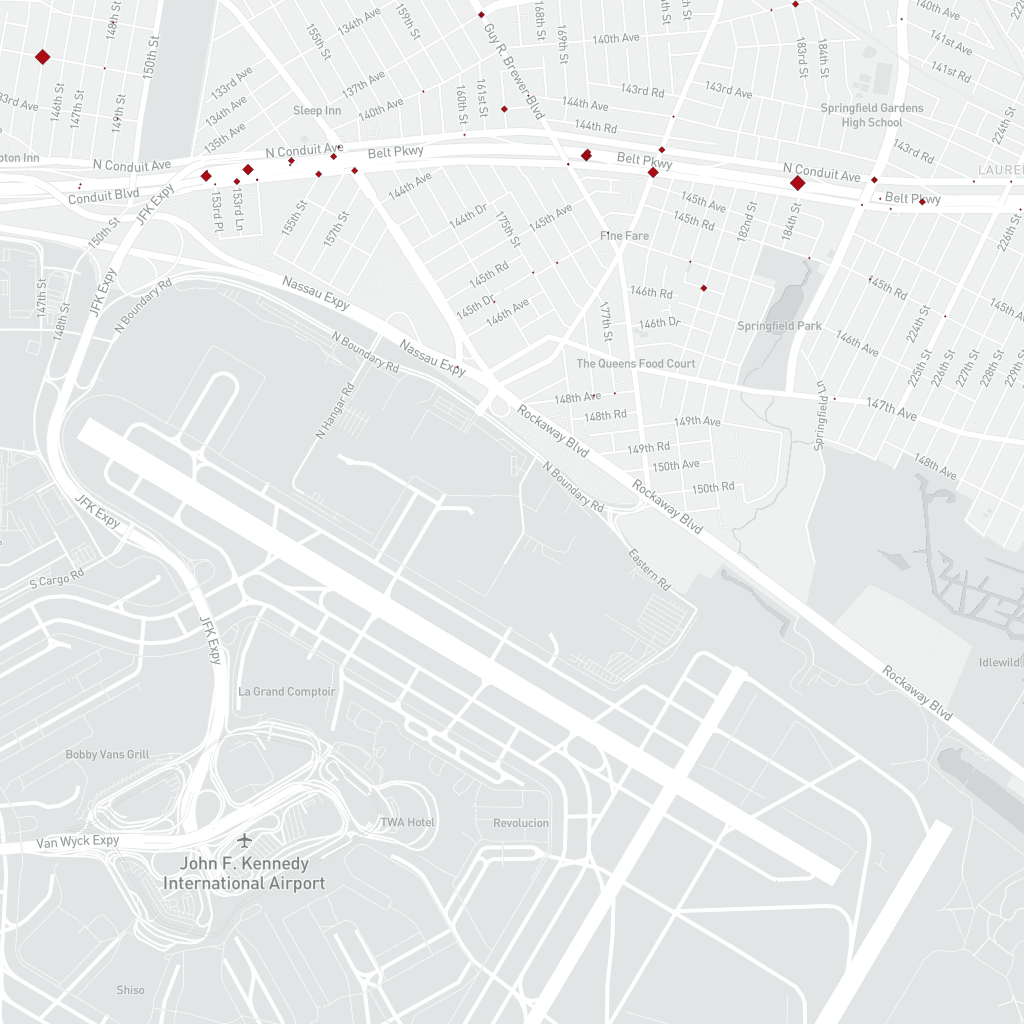 148th St
150th St
155th St
134th Ave
159th St
Guy R. Brewer Blvd
168th St
169th St
140th Ave
183rd St
184th St
140th Ave
141st Ave
141st Rd
133rd Ave
137th Ave
146th St
147th St
149th St
134th Ave
135th Ave
Sleep Inn
140th Ave
160th St
161st St
143rd Rd
143rd Ave
144th Ave
144th Rd
Springfield Gardens
High School
143rd Rd
224th St
N Conduit Ave
N Conduit Ave
Belt Pkwy
Belt Pkwy
N Conduit Ave
Conduit Blvd
JFK Expy
153rd Pl
153rd Ln
144th Ave
Belt Pkwy
150th St
155th St
157th St
144th Dr
175th St
145th Ave
145th Rd
145th Ave
182nd St
184th St
226th St
Fine Fare
147th St
148th St
JFK Expy
N Boundary Rd
Nassau Expy
145th Rd
145th Dr
146th Ave
146th Rd
177th St
146th Dr
Springfield Park
145th Rd
224th St
146th Ave
N Boundary Rd
Nassau Expy
The Queens Food Court
225th St
226th St
227th St
228th St
229th St
N Hangar Rd
Rockaway Blvd
148th Ave
148th Rd
149th Ave
149th Rd
150th Ave
150th Rd
Springfield Ln
147th Ave
148th Ave
N Boundary Rd
Rockaway Blvd
JFK Expy
S Cargo Rd
Eastern Rd
JFK Expy
La Grand Comptoir
Idlewild
Rockaway Blvd
Bobby Vans Grill
Van Wyck Expy
TWA Hotel
Revolucion
John F. Kennedy
International Airport
Shiso